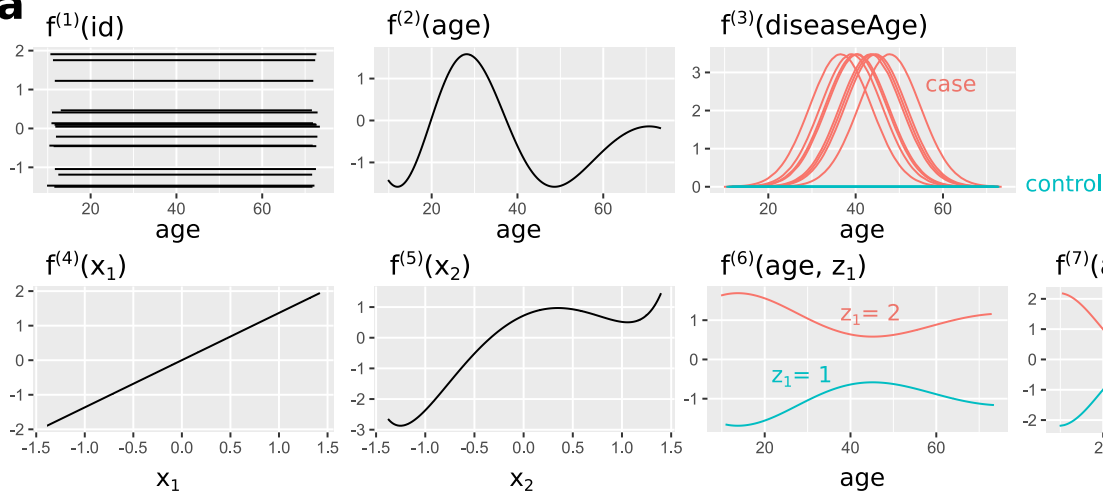 a
f⁽¹⁾(id)
2
1
0
-1
20 40 60
age
f⁽²⁾(age)
1
0
-1
20 40 60
age
f⁽³⁾(diseaseAge)
3
2
1
0
case
control
20 40 60
age
f⁽⁴⁾(x₁)
2
1
0
-1
-2
-1.5 -1.0 -0.5 0.0 0.5 1.0 1.5
x₁
f⁽⁵⁾(x₂)
1
0
-1
-2
-3
-1.5 -1.0 -0.5 0.0 0.5 1.0 1.5
x₂
f⁽⁶⁾(age, z₁)
1
0
-1
z₁= 2
z₁= 1
20 40 60
age
f⁽⁷⁾(a
2
1
0
-1
-2
2